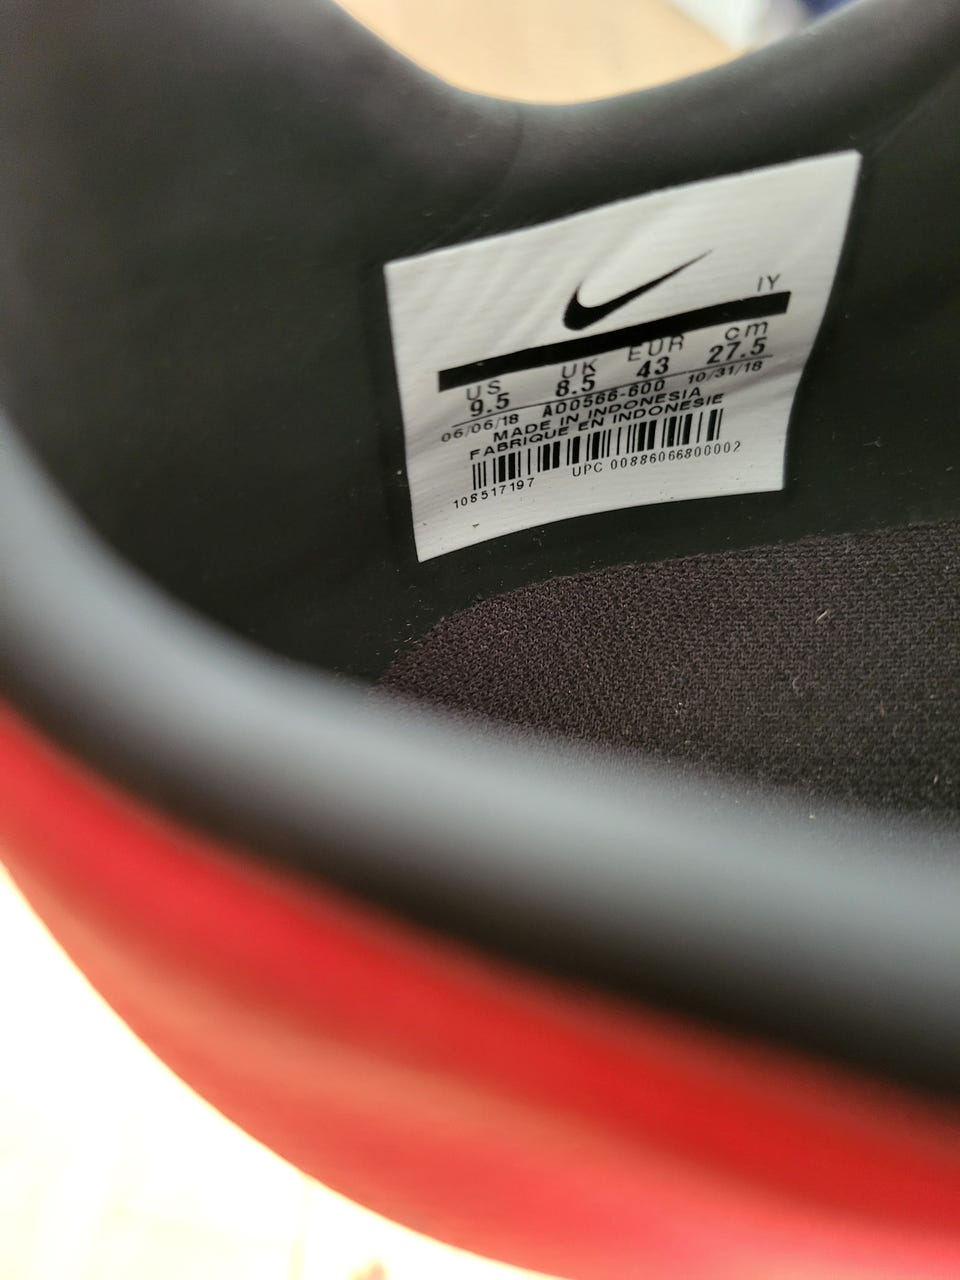 IY
US UK EUR cm
9.5 8.5 43 27.5
06/06/18 A00566-600 10/31/18
MADE IN INDONESIA
FABRIQUE EN INDONESIE
108517197 UPC 00886066800002